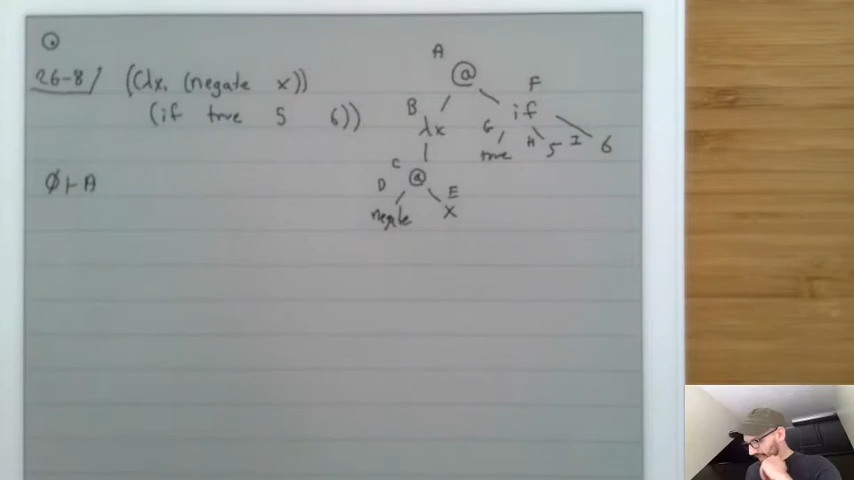 26-8/ ((λx. (negate x))
(if true 5 6))
∅ ⊢ A
A
@
B
F
λx
if
G
H
I
true
5
6
C
@
D
E
negate
x